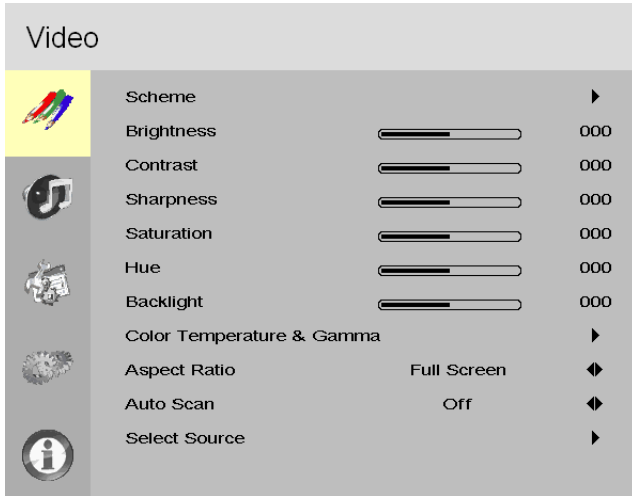 Video
Scheme
Brightness 000
Contrast 000
Sharpness 000
Saturation 000
Hue 000
Backlight 000
Color Temperature & Gamma
Aspect Ratio Full Screen
Auto Scan Off
Select Source